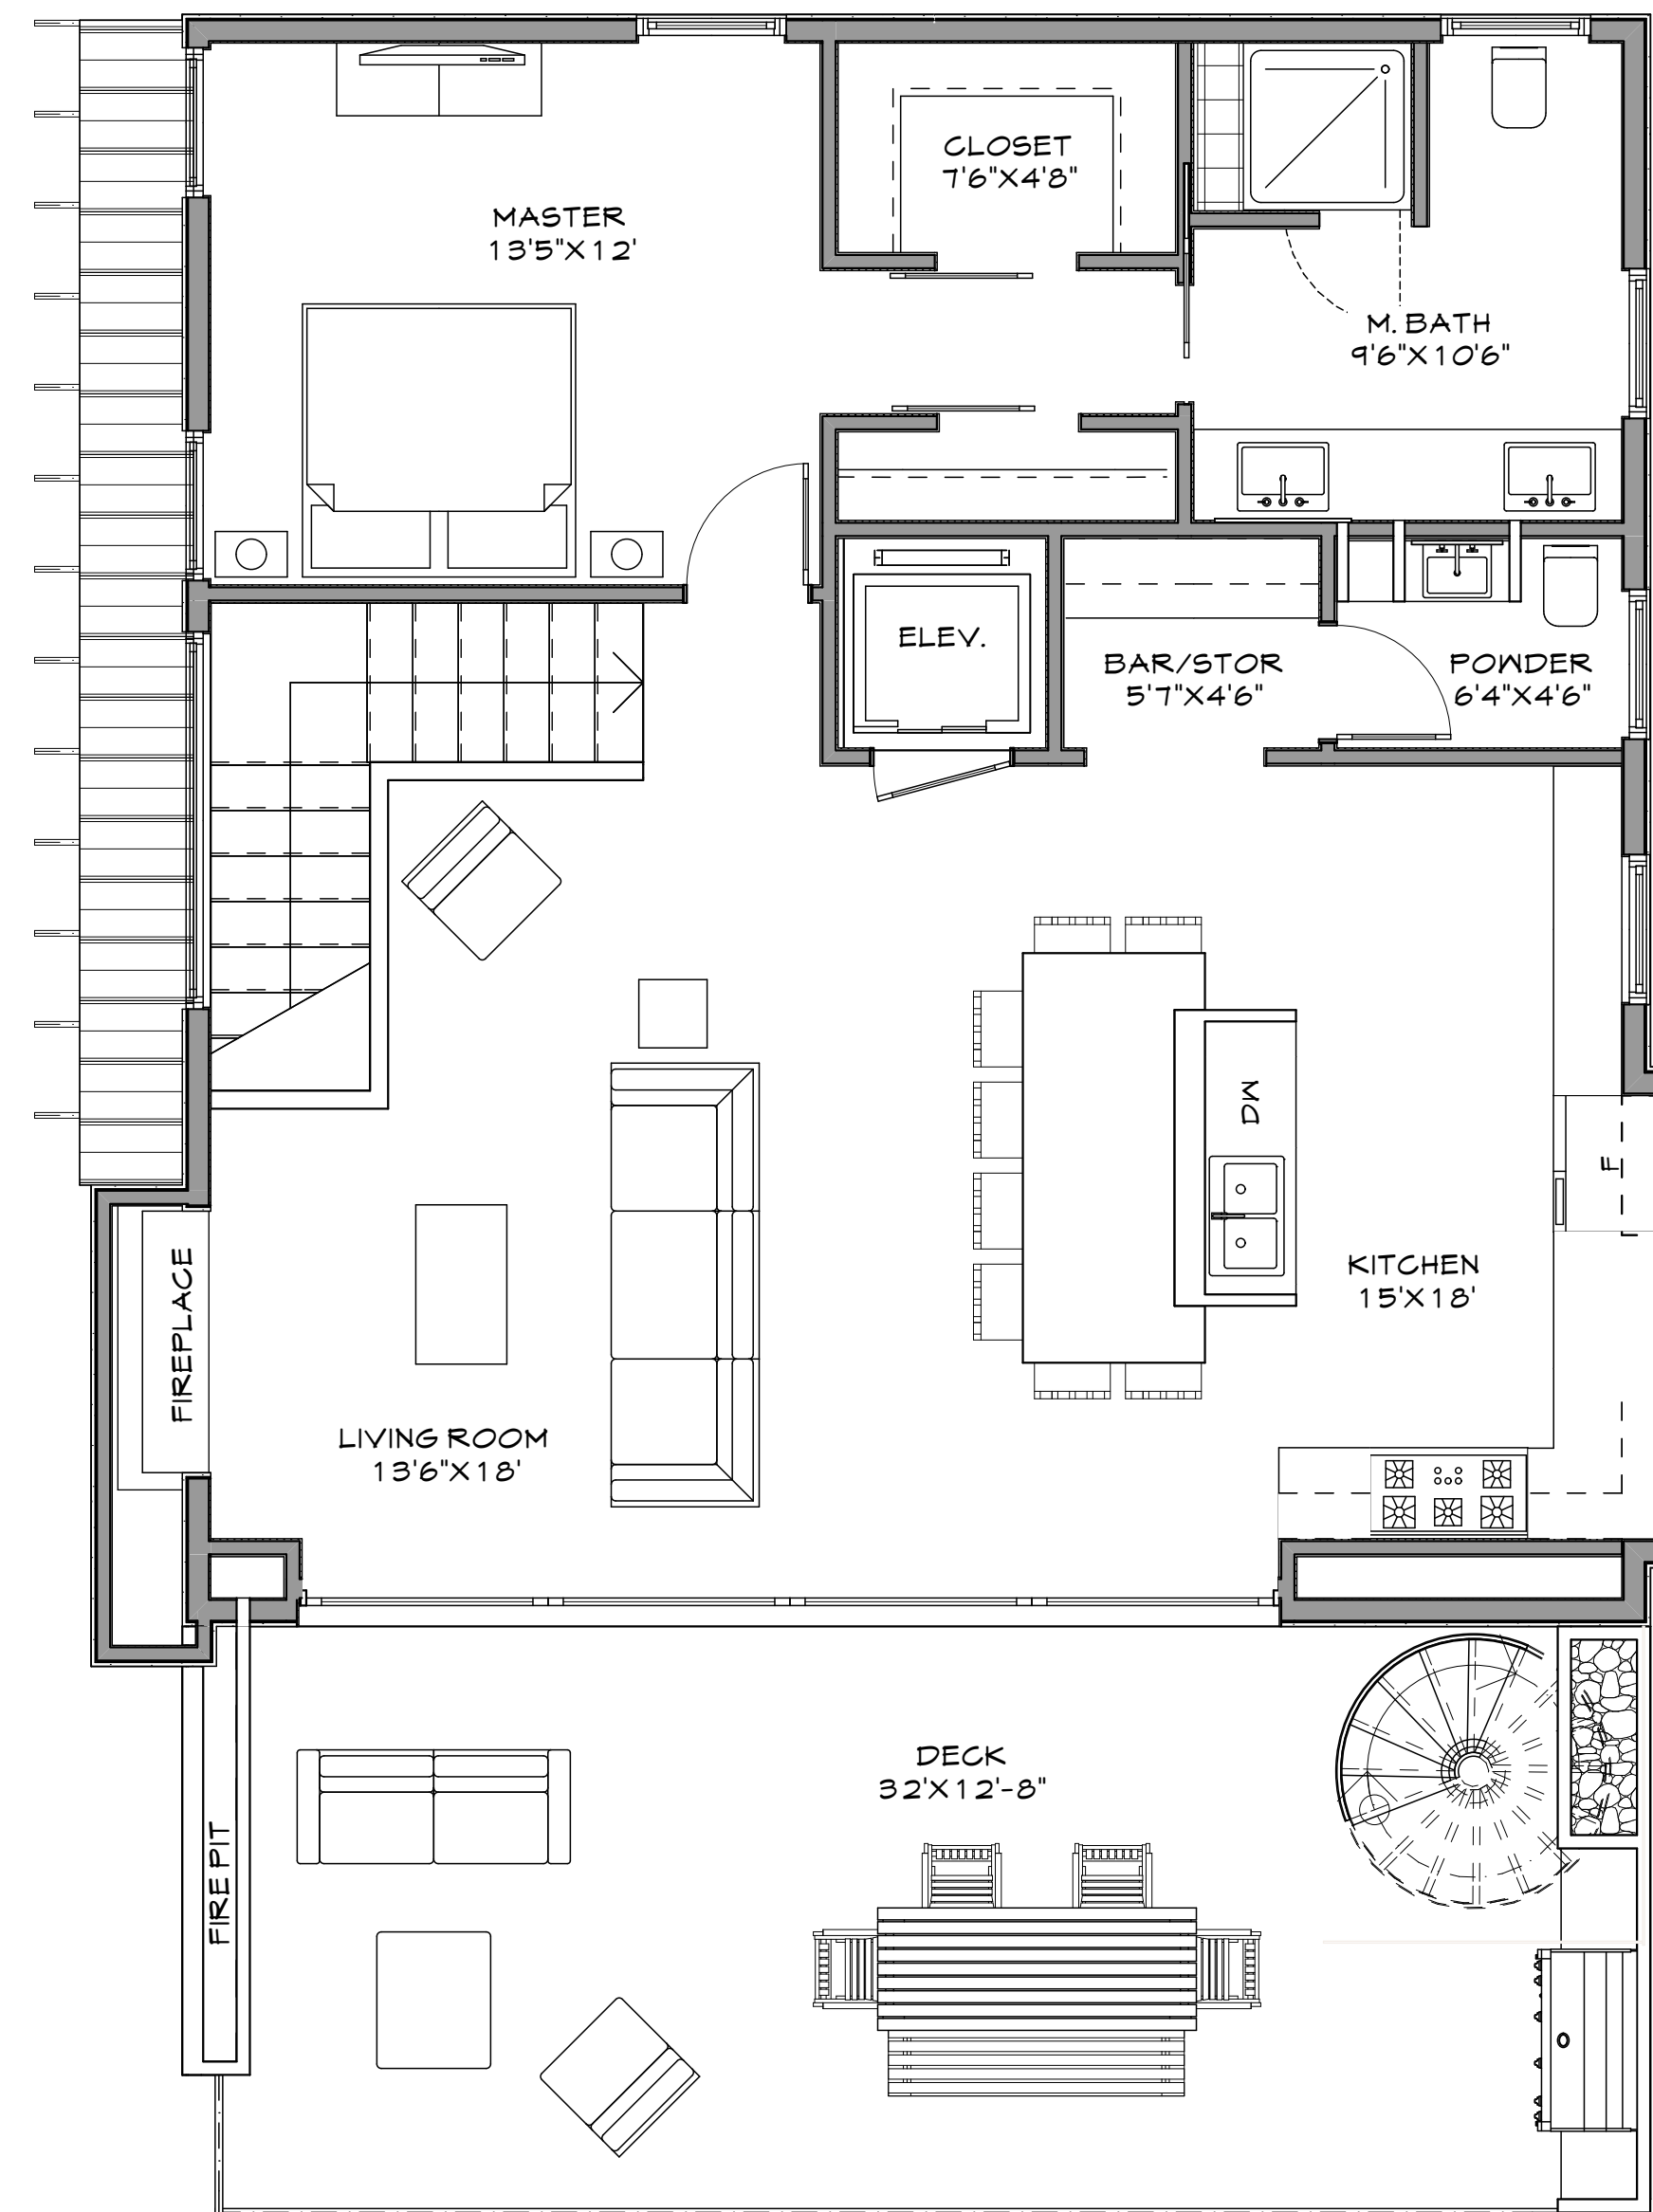 CLOSET
7'6"X4'8"
MASTER
13'5"X12'
M. BATH
9'6"X10'6"
ELEV.
BAR/STOR
5'7"X4'6"
POWDER
6'4"X4'6"
DW
F
KITCHEN
15'X18'
FIREPLACE
LIVING ROOM
13'6"X18'
DECK
32'X12'-8"
FIRE PIT